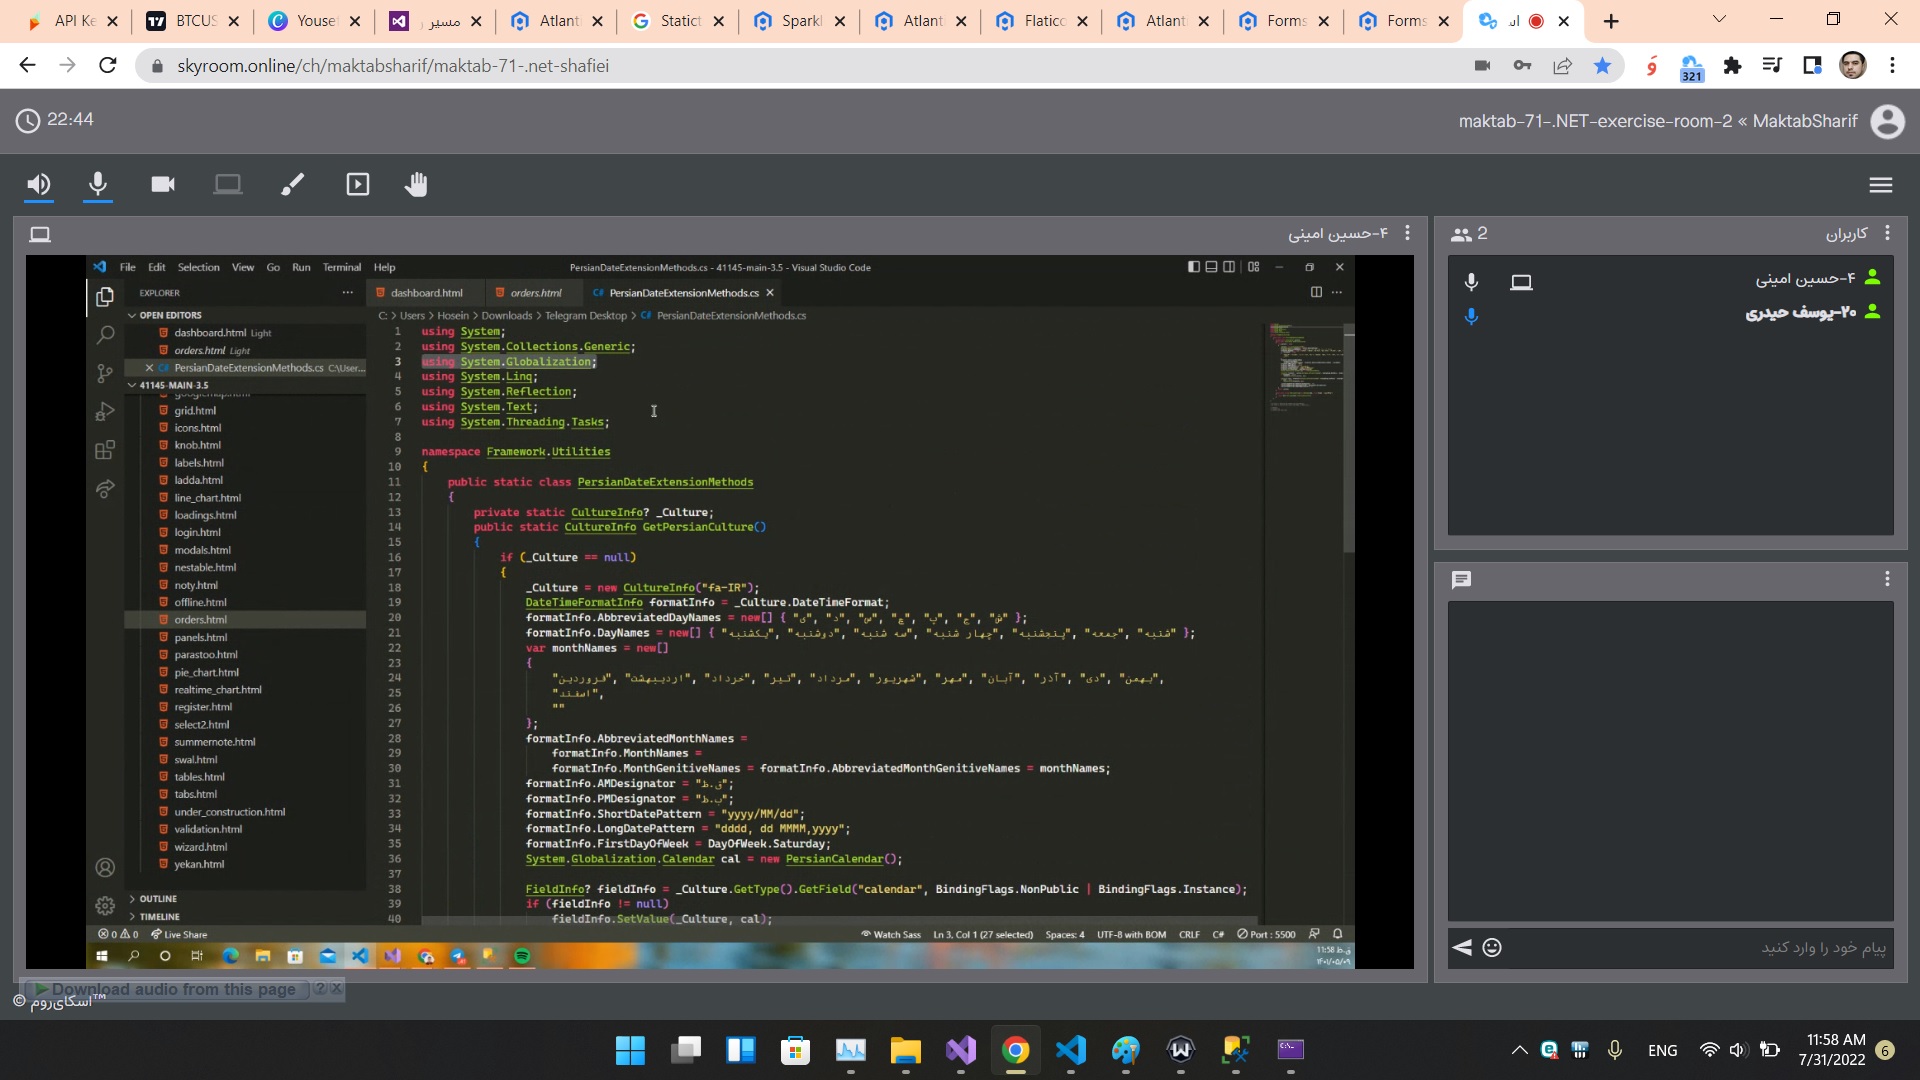 API Ke
BTCUS
Yousef
مسیر ر
Atlant
Statict
Sparkl
Atlant
Flatico
Atlant
Forms
Forms
اس
skyroom.online/ch/maktabsharif/maktab-71-.net-shafiei
321
22:44
maktab-71-.NET-exercise-room-2 « MaktabSharif
۴-حسین امینی
File Edit Selection View Go Run Terminal Help
PersianDateExtensionMethods.cs - 41145-main-3.5 - Visual Studio Code
EXPLORER
OPEN EDITORS
dashboard.html Light
orders.html Light
PersianDateExtensionMethods.cs C:\User...
41145-MAIN-3.5
grid.html
icons.html
knob.html
labels.html
ladda.html
line_chart.html
loadings.html
login.html
modals.html
nestable.html
noty.html
offline.html
orders.html
panels.html
parastoo.html
pie_chart.html
realtime_chart.html
register.html
select2.html
summernote.html
swal.html
tables.html
tabs.html
under_construction.html
validation.html
wizard.html
yekan.html
OUTLINE
TIMELINE
dashboard.html
orders.html
PersianDateExtensionMethods.cs
C: > Users > Hosein > Downloads > Telegram Desktop > PersianDateExtensionMethods.cs
1 using System;
2 using System.Collections.Generic;
3 using System.Globalization;
4 using System.Linq;
5 using System.Reflection;
6 using System.Text;
7 using System.Threading.Tasks;
8
9 namespace Framework.Utilities
10 {
11 public static class PersianDateExtensionMethods
12 {
13 private static CultureInfo? _Culture;
14 public static CultureInfo GetPersianCulture()
15 {
16 if (_Culture == null)
17 {
18 _Culture = new CultureInfo("fa-IR");
19 DateTimeFormatInfo formatInfo = _Culture.DateTimeFormat;
20 formatInfo.AbbreviatedDayNames = new[] { "ی", "د", "س", "چ", "پ", "ج", "ش" };
21 formatInfo.DayNames = new[] { "یکشنبه", "دوشنبه", "سه شنبه", "چهار شنبه", "پنجشنبه", "جمعه", "شنبه" };
22 var monthNames = new[]
23 {
24 "فروردین", "اردیبهشت", "خرداد", "تیر", "مرداد", "شهریور", "مهر", "آبان", "آذر", "دی", "بهمن",
25 "اسفند",
26 ""
27 };
28 formatInfo.AbbreviatedMonthNames =
29 formatInfo.MonthNames =
30 formatInfo.MonthGenitiveNames = formatInfo.AbbreviatedMonthGenitiveNames = monthNames;
31 formatInfo.AMDesignator = "ق.ظ";
32 formatInfo.PMDesignator = "ب.ظ";
33 formatInfo.ShortDatePattern = "yyyy/MM/dd";
34 formatInfo.LongDatePattern = "dddd, dd MMMM,yyyy";
35 formatInfo.FirstDayOfWeek = DayOfWeek.Saturday;
36 System.Globalization.Calendar cal = new PersianCalendar();
37
38 FieldInfo? fieldInfo = _Culture.GetType().GetField("calendar", BindingFlags.NonPublic | BindingFlags.Instance);
39 if (fieldInfo != null)
40 fieldInfo.SetValue(_Culture, cal);
0 0 Live Share
Watch Sass Ln 3, Col 1 (27 selected) Spaces: 4 UTF-8 with BOM CRLF C# Port : 5500
11:58 ق.ظ
۱۴۰۱/۰۵/۰۹
2
کاربران
۴-حسین امینی
۲۰-یوسف حیدری
پیام خود را وارد کنید
Download audio from this page ? X
© اسکای‌روم™
ENG
11:58 AM
7/31/2022
6